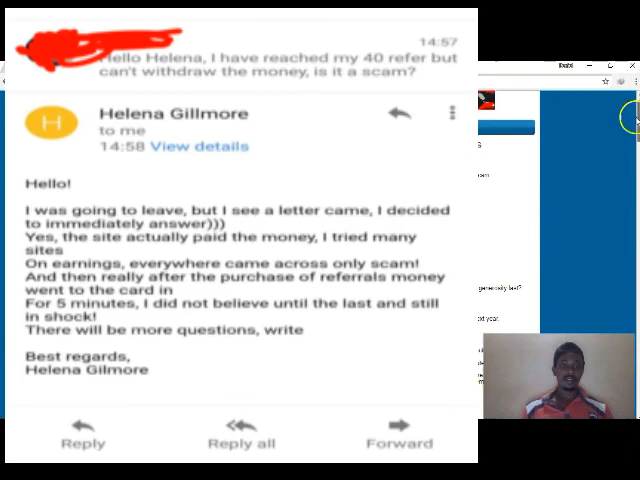 14:57
Hello Helena, I have reached my 40 refer but
can't withdraw the money, is it a scam?
Helena Gillmore
to me
14:58 View details
H
Hello!
I was going to leave, but I see a letter came, I decided
to immediately answer)))
Yes, the site actually paid the money, I tried many
sites
On earnings, everywhere came across only scam!
And then really after the purchase of referrals money
went to the card in
For 5 minutes, I did not believe until the last and still
in shock!
There will be more questions, write
Best regards,
Helena Gilmore
Reply
Reply all
Forward
generosity last?